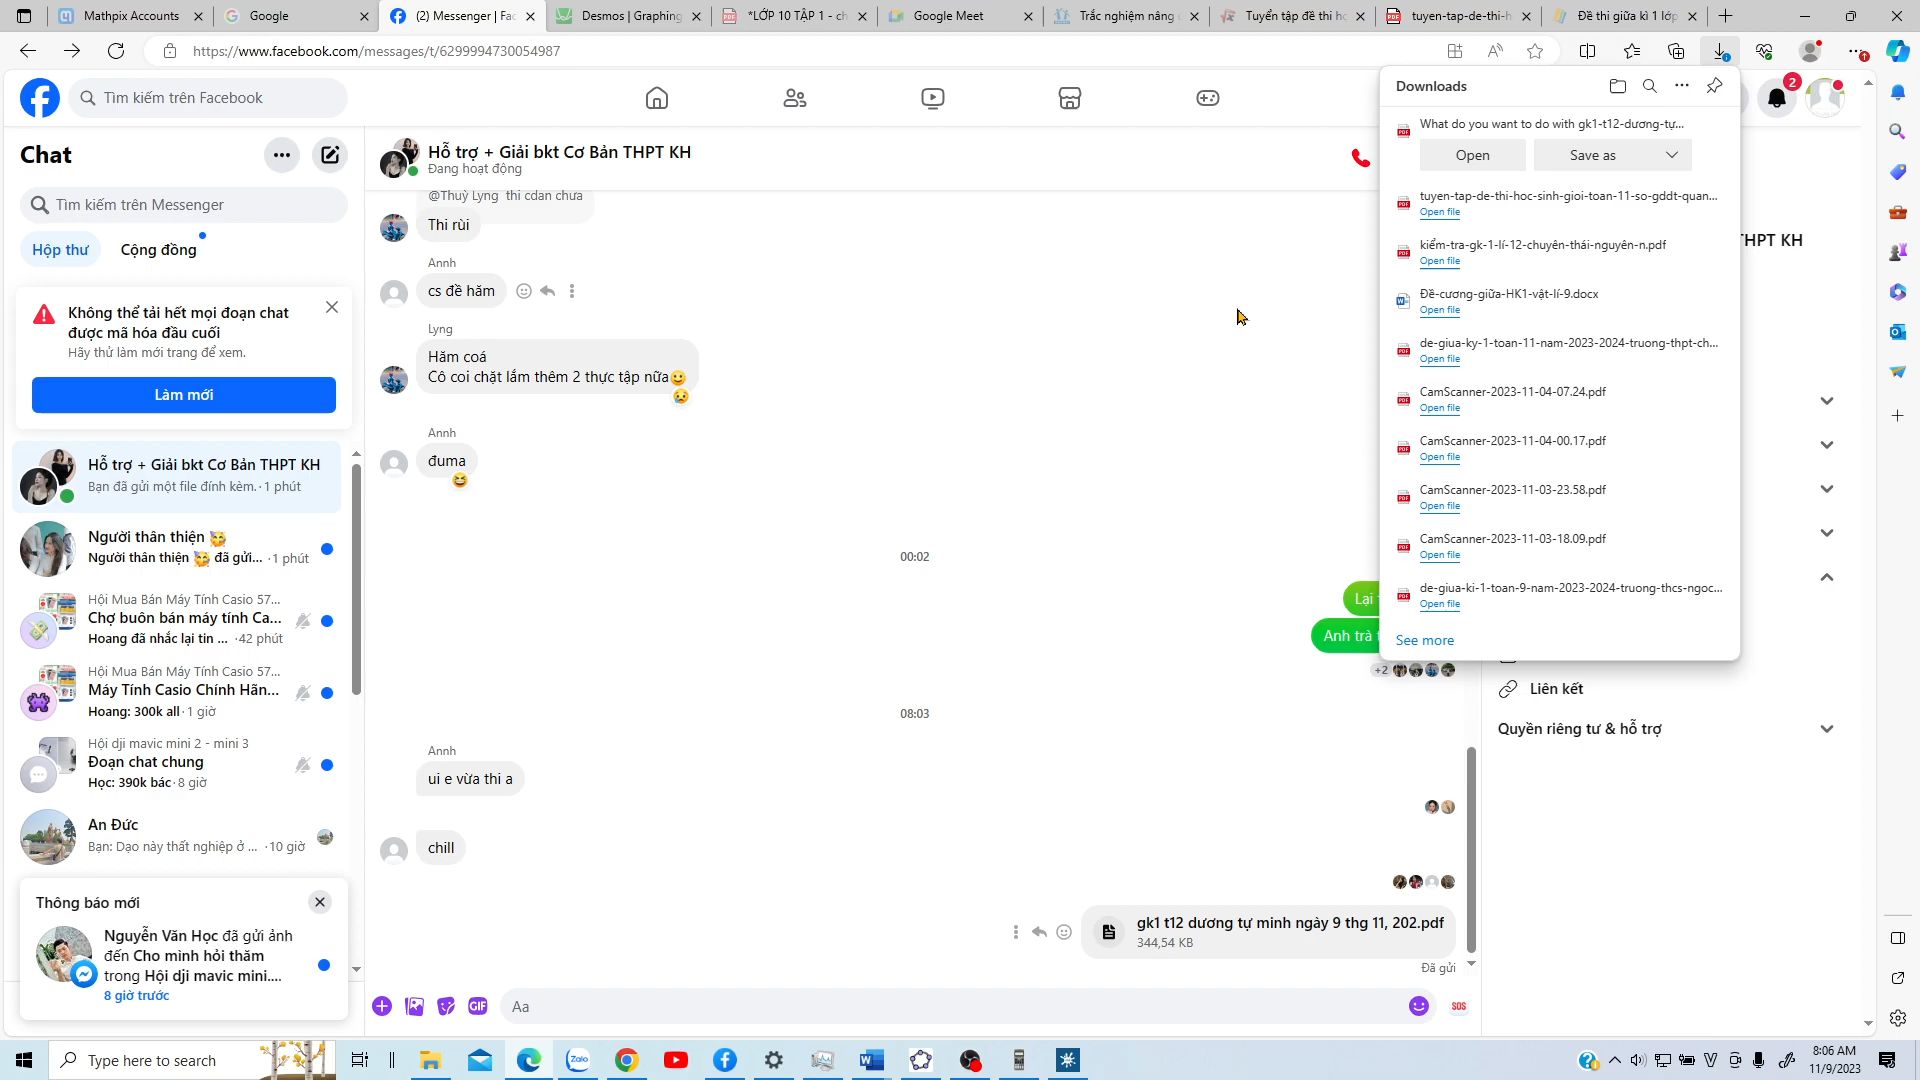 Mathpix Accounts
Google
(2) Messenger | Fac
Desmos | Graphing
*LỚP 10 TẬP 1 - ch
Google Meet
Trắc nghiệm nâng c
Tuyển tập đề thi họ
tuyen-tap-de-thi-h
Đề thi giữa kì 1 lớp
https://www.facebook.com/messages/t/6299994730054987
Tìm kiếm trên Facebook
2
Chat
Tìm kiếm trên Messenger
Hộp thư
Cộng đồng
Không thể tải hết mọi đoạn chat
được mã hóa đầu cuối
Hãy thử làm mới trang để xem.
Làm mới
Hỗ trợ + Giải bkt Cơ Bản THPT KH
Bạn đã gửi một file đính kèm. · 1 phút
Người thân thiện 🥳
Người thân thiện 🥳 đã gửi... · 1 phút
Hội Mua Bán Máy Tính Casio 57...
Chợ buôn bán máy tính Ca...
Hoang đã nhắc lại tin ... · 42 phút
Hội Mua Bán Máy Tính Casio 57...
Máy Tính Casio Chính Hãn...
Hoang: 300k all · 1 giờ
Hội dji mavic mini 2 - mini 3
Đoạn chat chung
Học: 390k bác · 8 giờ
An Đức
Bạn: Dạo này thất nghiệp ở ... · 10 giờ
Thông báo mới
Nguyễn Văn Học đã gửi ảnh
đến Cho mình hỏi thăm
trong Hội dji mavic mini....
8 giờ trước
Hỗ trợ + Giải bkt Cơ Bản THPT KH
Đang hoạt động
@Thuỳ Lyng thi cdan chưa
Thi rùi
Annh
cs đề hăm
Lyng
Hăm coá
Cô coi chặt lắm thêm 2 thực tập nữa🥲
Annh
đuma
00:02
Lại
Anh trà
+2
08:03
Annh
ui e vừa thi a
chill
gk1 t12 dương tự minh ngày 9 thg 11, 202.pdf
344,54 KB
Đã gửi
GIF
Aa
SOS
Downloads
What do you want to do with gk1-t12-dương-tự...
Open
Save as
tuyen-tap-de-thi-hoc-sinh-gioi-toan-11-so-gddt-quan...
Open file
kiểm-tra-gk-1-lí-12-chuyên-thái-nguyên-n.pdf
Open file
Đề-cương-giữa-HK1-vật-lí-9.docx
Open file
de-giua-ky-1-toan-11-nam-2023-2024-truong-thpt-ch...
Open file
CamScanner-2023-11-04-07.24.pdf
Open file
CamScanner-2023-11-04-00.17.pdf
Open file
CamScanner-2023-11-03-23.58.pdf
Open file
CamScanner-2023-11-03-18.09.pdf
Open file
de-giua-ki-1-toan-9-nam-2023-2024-truong-thcs-ngoc...
Open file
See more
THPT KH
Liên kết
Quyền riêng tư & hỗ trợ
Type here to search
Zalo
8:06 AM
11/9/2023